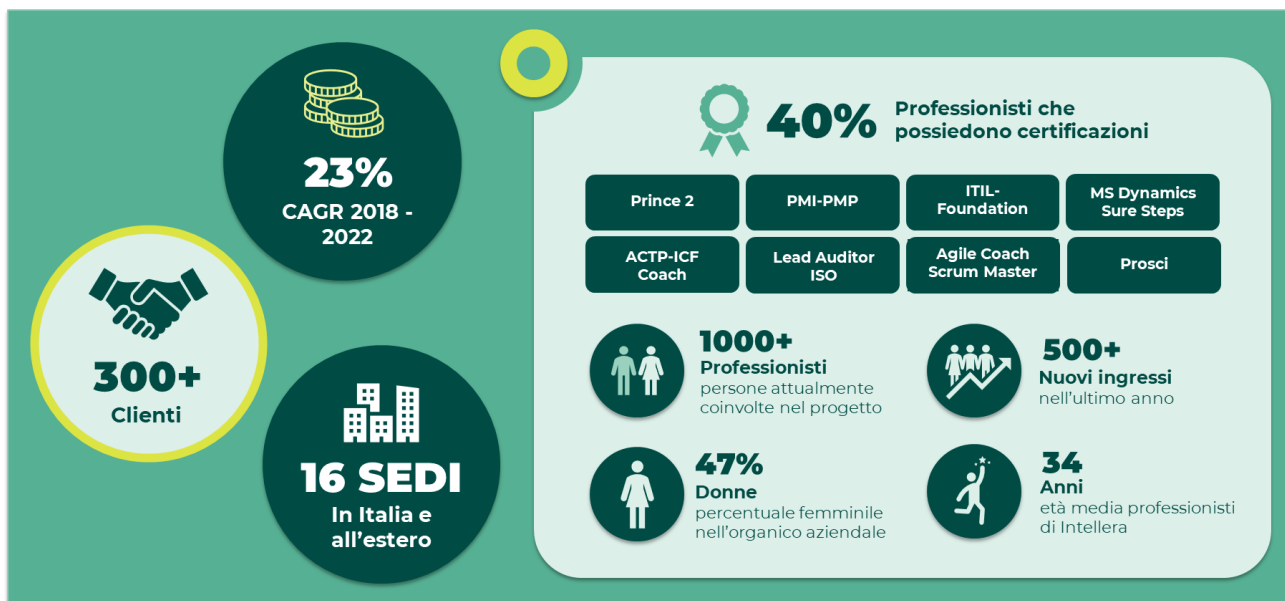 23%
CAGR 2018 -
2022
300+
Clienti
16 SEDI
In Italia e
all'estero
40%
Professionisti che
possiedono certificazioni
Prince 2
PMI-PMP
ITIL-
Foundation
MS Dynamics
Sure Steps
ACTP-ICF
Coach
Lead Auditor
ISO
Agile Coach
Scrum Master
Prosci
1000+
Professionisti
persone attualmente
coinvolte nel progetto
500+
Nuovi ingressi
nell'ultimo anno
47%
Donne
percentuale femminile
nell'organico aziendale
34
Anni
età media professionisti
di Intellera